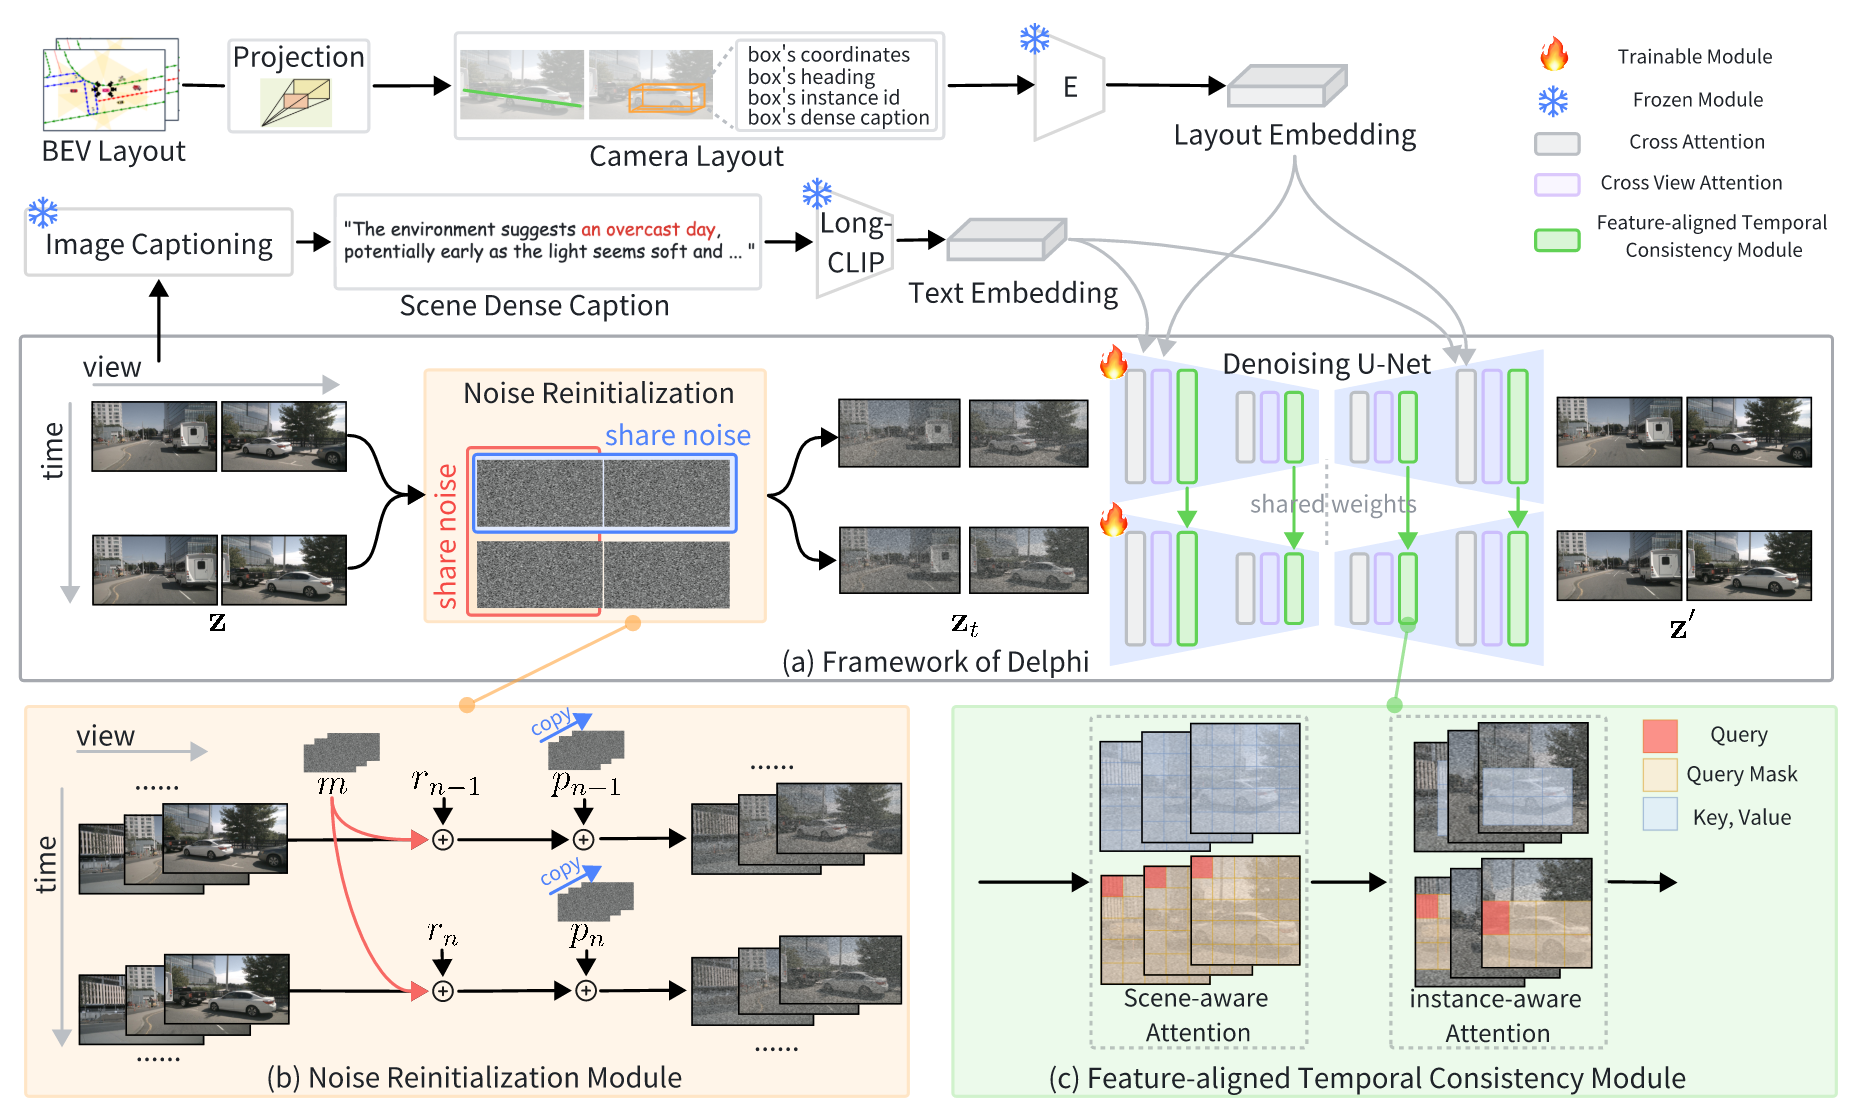 Projection
BEV Layout
box's coordinates
box's heading
box's instance id
box's dense caption
Camera Layout
E
Layout Embedding
Trainable Module
Frozen Module
Cross Attention
Cross View Attention
Feature-aligned Temporal
Consistency Module
Image Captioning
"The environment suggests an overcast day,
potentially early as the light seems soft and ... "
Scene Dense Caption
Long-
CLIP
Text Embedding
view
time
z
Noise Reinitialization
share noise
share noise
z_t
Denoising U-Net
shared weights
z′
(a) Framework of Delphi
view
time
......
......
m
r_{n−1}
copy
p_{n−1}
r_n
copy
p_n
......
......
(b) Noise Reinitialization Module
Scene-aware
Attention
instance-aware
Attention
Query
Query Mask
Key, Value
(c) Feature-aligned Temporal Consistency Module